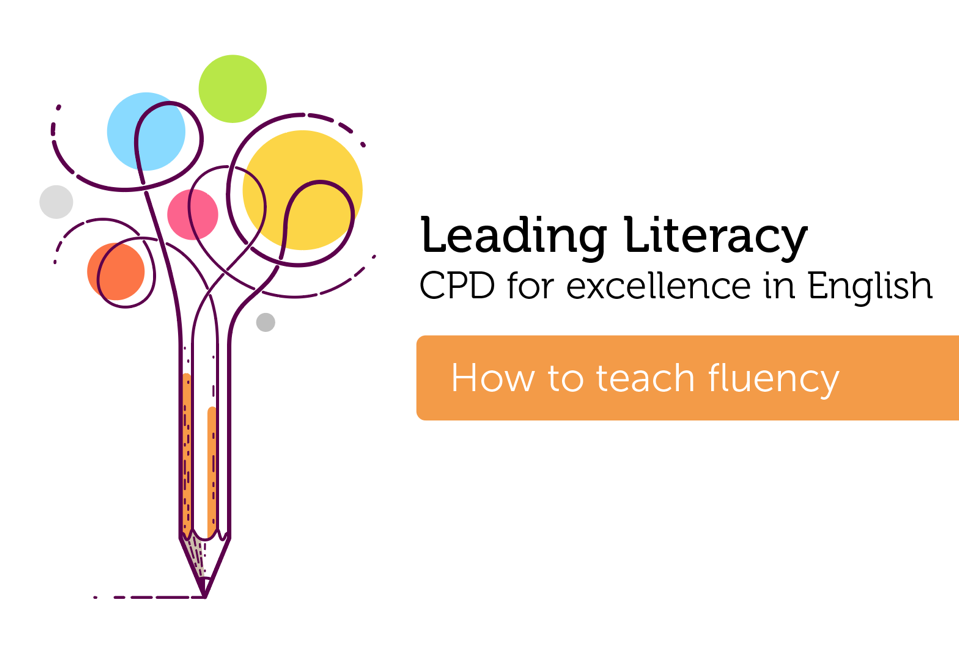 Leading Literacy
CPD for excellence in English
How to teach fluency